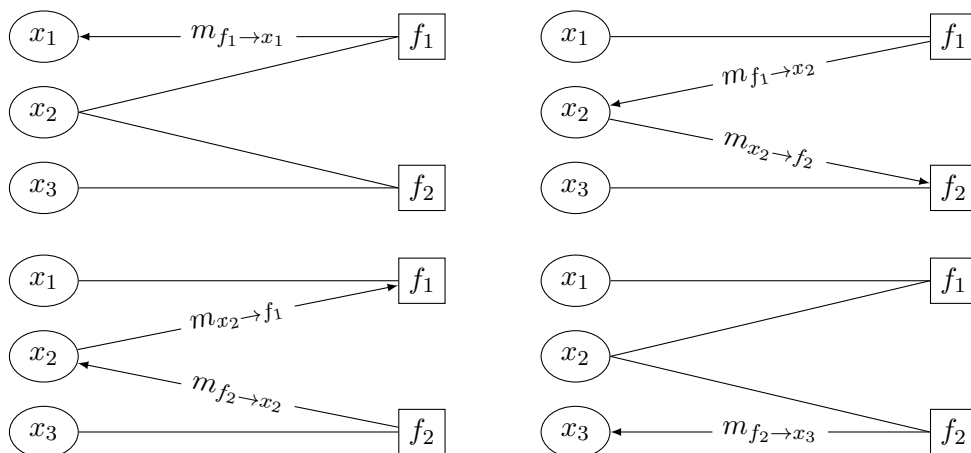 x₁ m_{f₁→x₁} f₁
x₂
x₃ f₂
x₁ f₁
m_{f₁→x₂}
x₂
m_{x₂→f₂}
x₃ f₂
x₁ f₁
m_{x₂→f₁}
x₂
m_{f₂→x₂}
x₃ f₂
x₁ f₁
x₂
x₃ m_{f₂→x₃} f₂